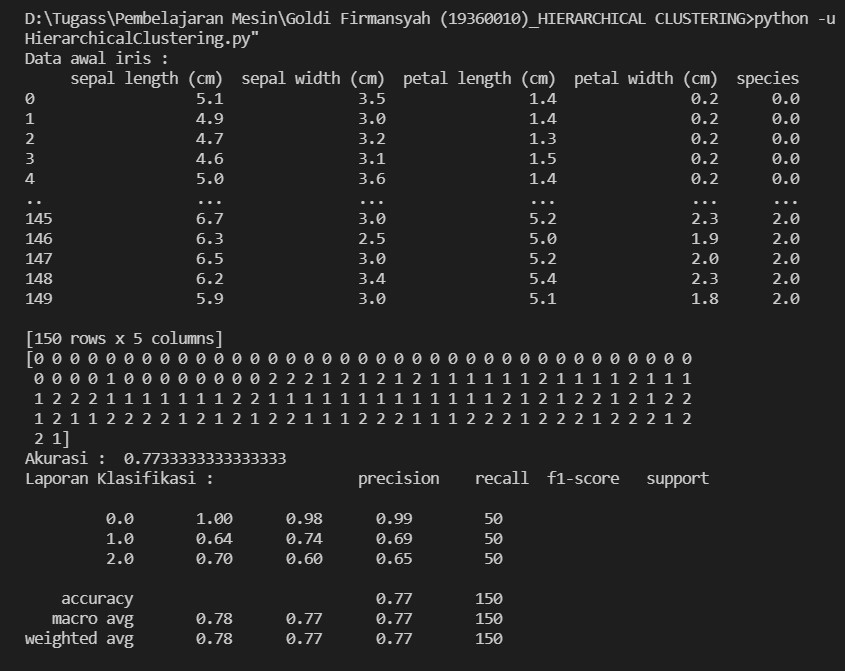 D:\Tugass\Pembelajaran Mesin\Goldi Firmansyah (19360010)_HIERARCHICAL CLUSTERING>python -u
HierarchicalClustering.py"
Data awal iris :
     sepal length (cm)  sepal width (cm)  petal length (cm)  petal width (cm)  species
0                  5.1               3.5                1.4               0.2      0.0
1                  4.9               3.0                1.4               0.2      0.0
2                  4.7               3.2                1.3               0.2      0.0
3                  4.6               3.1                1.5               0.2      0.0
4                  5.0               3.6                1.4               0.2      0.0
..                 ...               ...                ...               ...      ...
145                6.7               3.0                5.2               2.3      2.0
146                6.3               2.5                5.0               1.9      2.0
147                6.5               3.0                5.2               2.0      2.0
148                6.2               3.4                5.4               2.3      2.0
149                5.9               3.0                5.1               1.8      2.0
[150 rows x 5 columns]
[0 0 0 0 0 0 0 0 0 0 0 0 0 0 0 0 0 0 0 0 0 0 0 0 0 0 0 0 0 0 0 0 0 0 0 0 0
 0 0 0 0 1 0 0 0 0 0 0 0 0 2 2 2 1 2 1 2 1 2 1 1 1 1 1 1 2 1 1 1 1 2 1 1 1
 1 2 2 2 1 1 1 1 1 1 1 2 2 1 1 1 1 1 1 1 1 1 1 1 1 1 2 1 2 2 2 2 1 2 1 2 2
 1 2 1 1 2 2 2 2 1 2 1 2 1 2 2 1 1 1 2 2 2 1 1 1 2 2 2 1 2 2 2 1 2 2 2 1 2
 2 1]
Akurasi :  0.7733333333333333
Laporan Klasifikasi :                precision    recall  f1-score   support
         0.0       1.00      0.98      0.99        50
         1.0       0.64      0.74      0.69        50
         2.0       0.70      0.60      0.65        50
    accuracy                           0.77       150
   macro avg       0.78      0.77      0.77       150
weighted avg       0.78      0.77      0.77       150